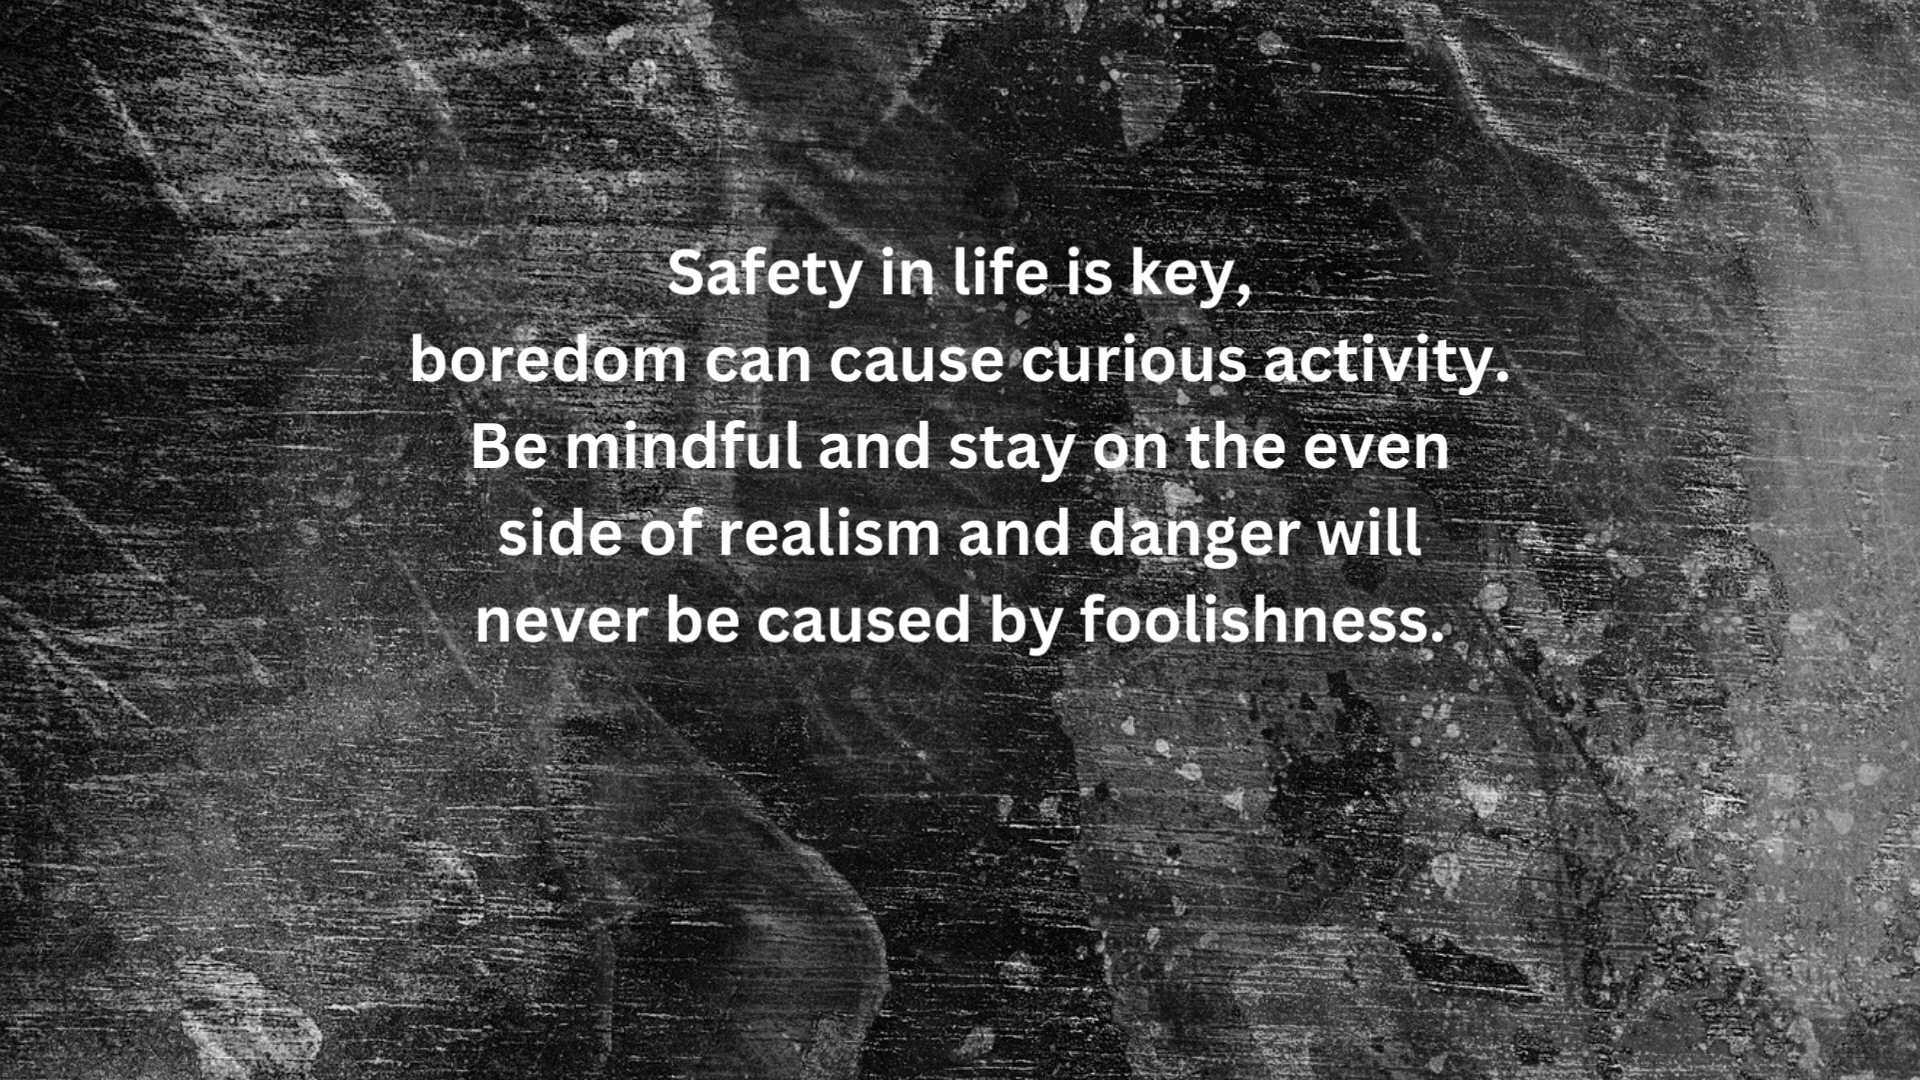 Safety in life is key,
boredom can cause curious activity.
Be mindful and stay on the even
side of realism and danger will
never be caused by foolishness.